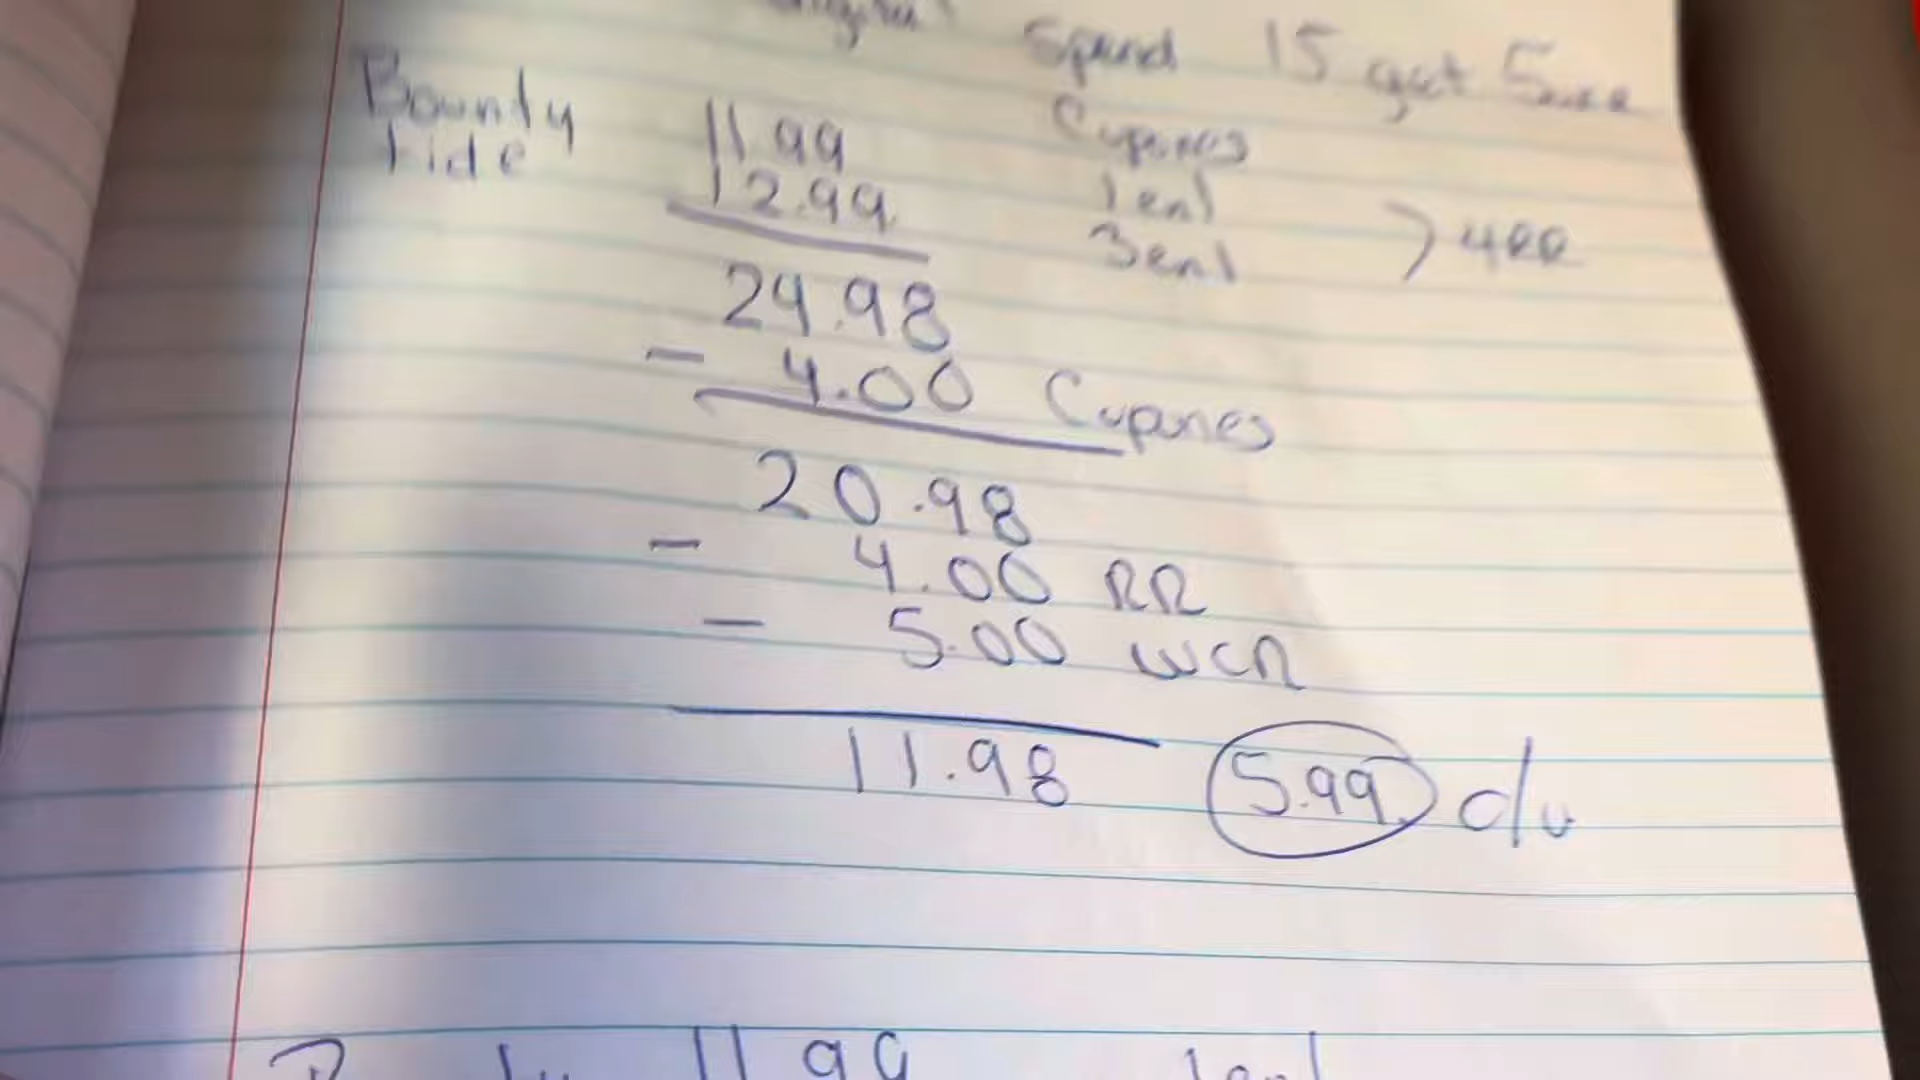 Spend 15 get 5
Bounty 11.99 Cupones
tide 12.99 1en1
3en1 > 4RR
24.98
- 4.00 Cupones
20.98
- 4.00 RR
- 5.00 WCR
11.98 5.99 c/u
11.99 1en1